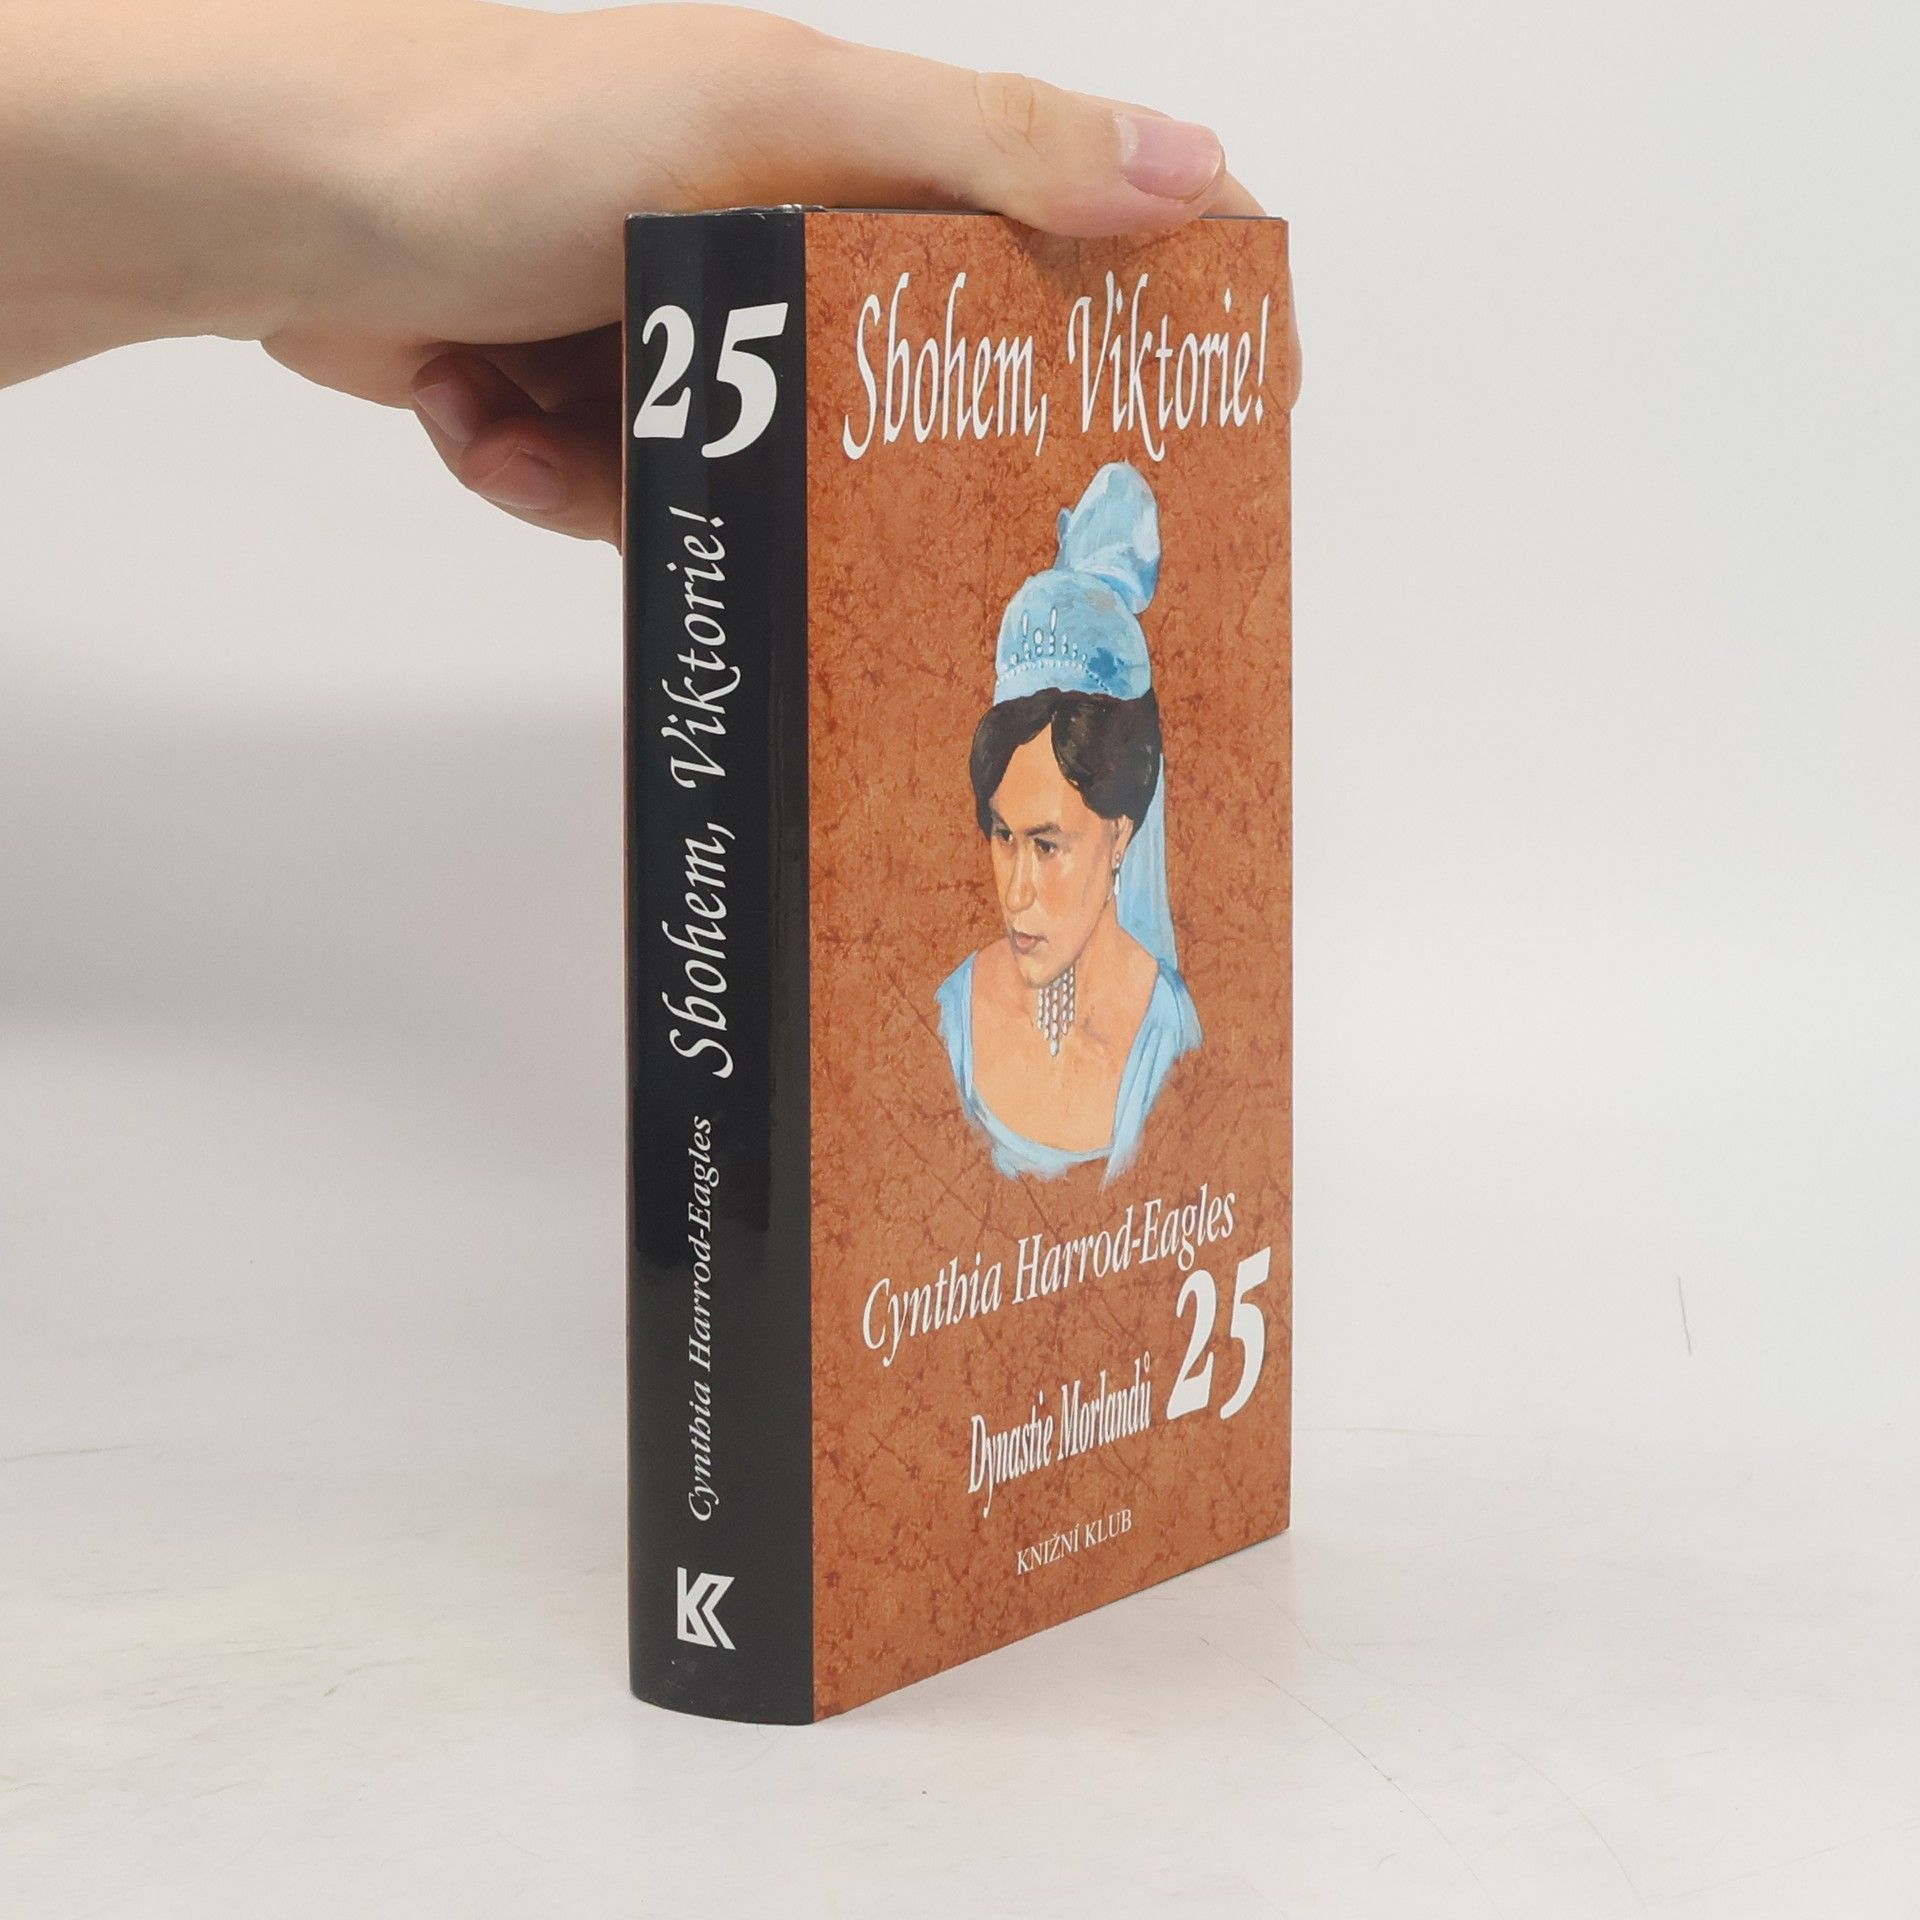 25
Sbohem, Viktorie!
Cynthia Harrod-Eagles
Sbohem, Viktorie!
Cynthia Harrod-Eagles
25
Dynastie Morlandů
KNIŽNÍ KLUB